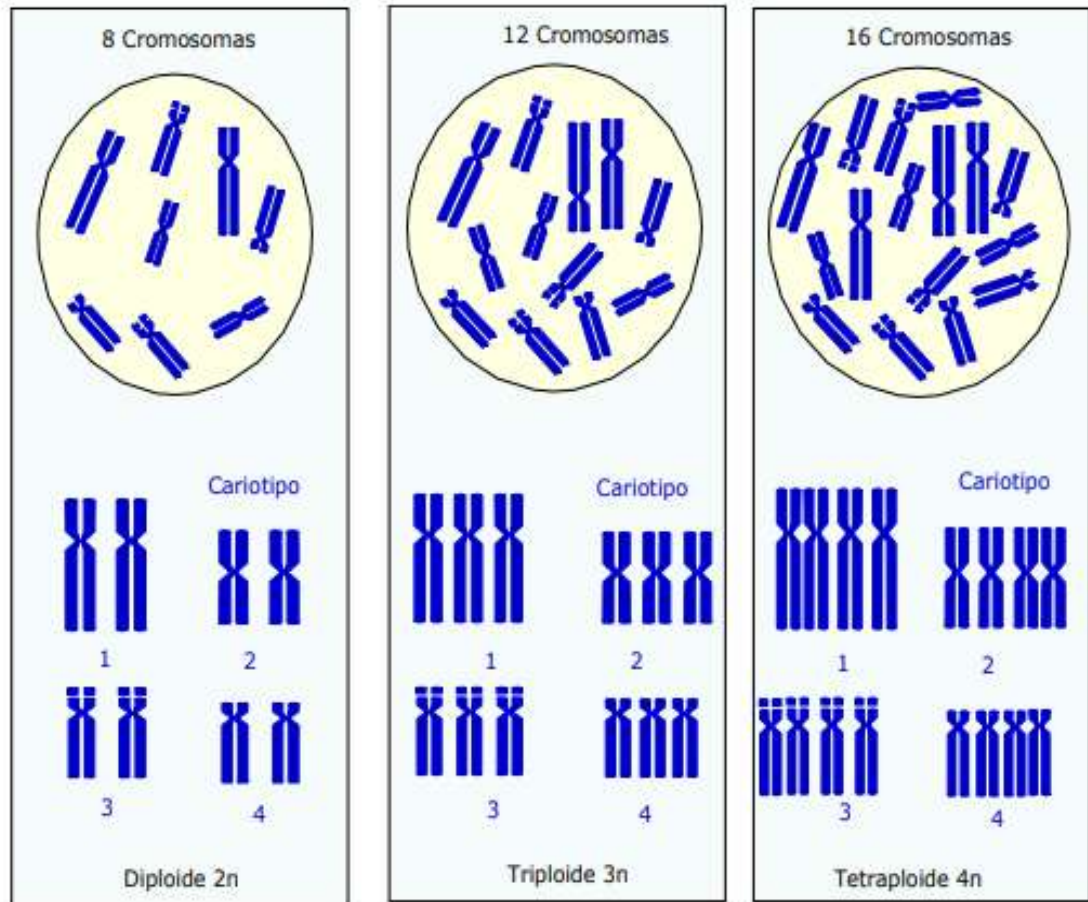 8 Cromosomas
Cariotipo
1
2
3
4
Diploide 2n
12 Cromosomas
Cariotipo
1
2
3
4
Triploide 3n
16 Cromosomas
Cariotipo
1
2
3
4
Tetraploide 4n